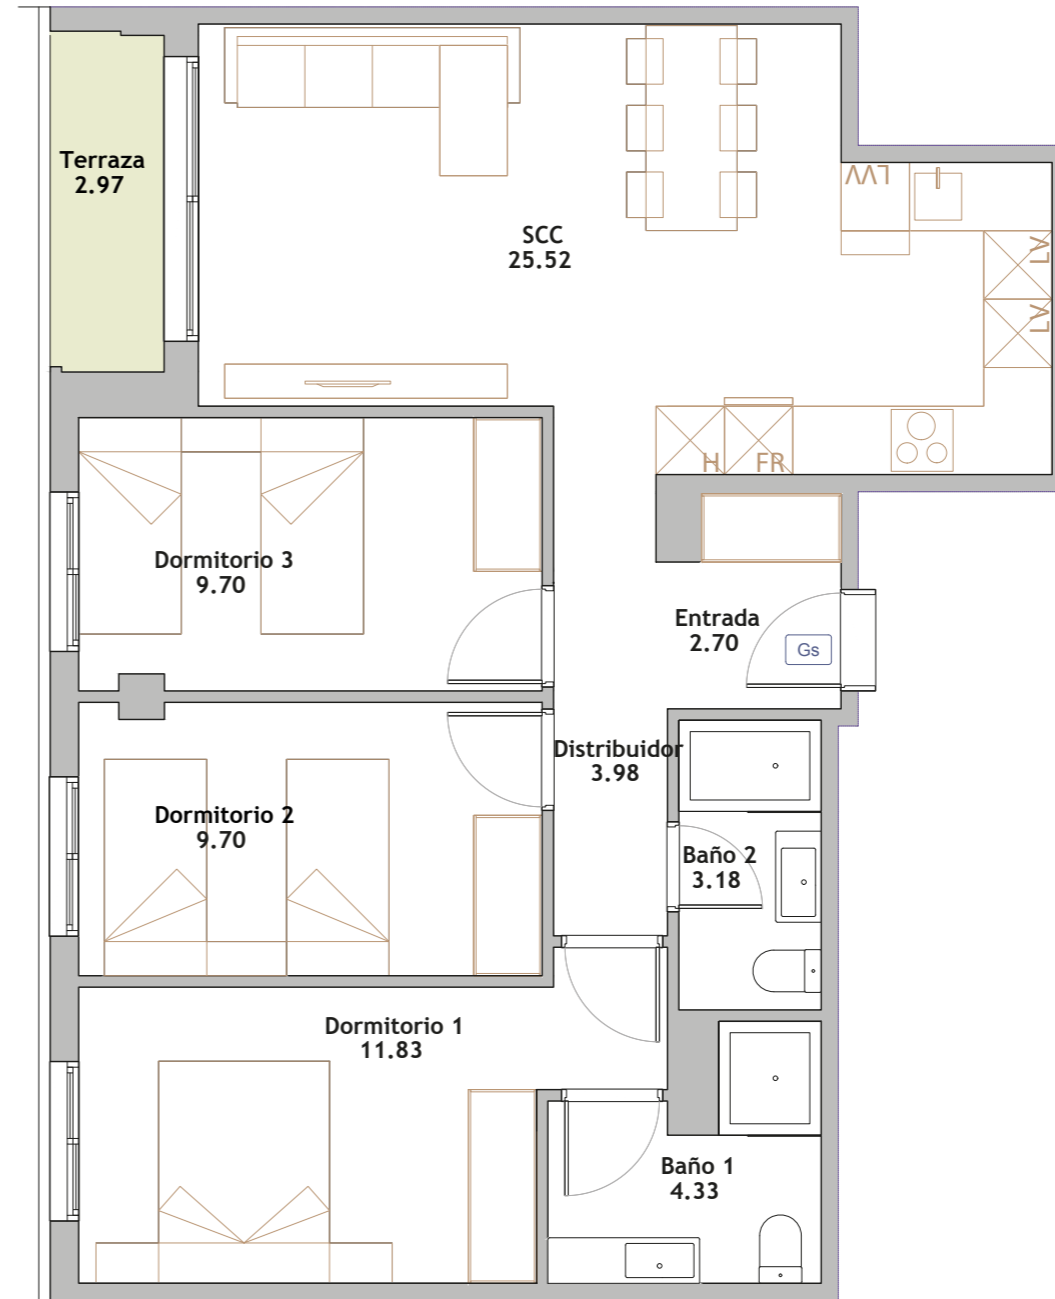 Terraza
2.97
SCC
25.52
LVV
LV
LV
H
FR
Dormitorio 3
9.70
Entrada
2.70
Gs
Distribuidor
3.98
Dormitorio 2
9.70
Baño 2
3.18
Dormitorio 1
11.83
Baño 1
4.33